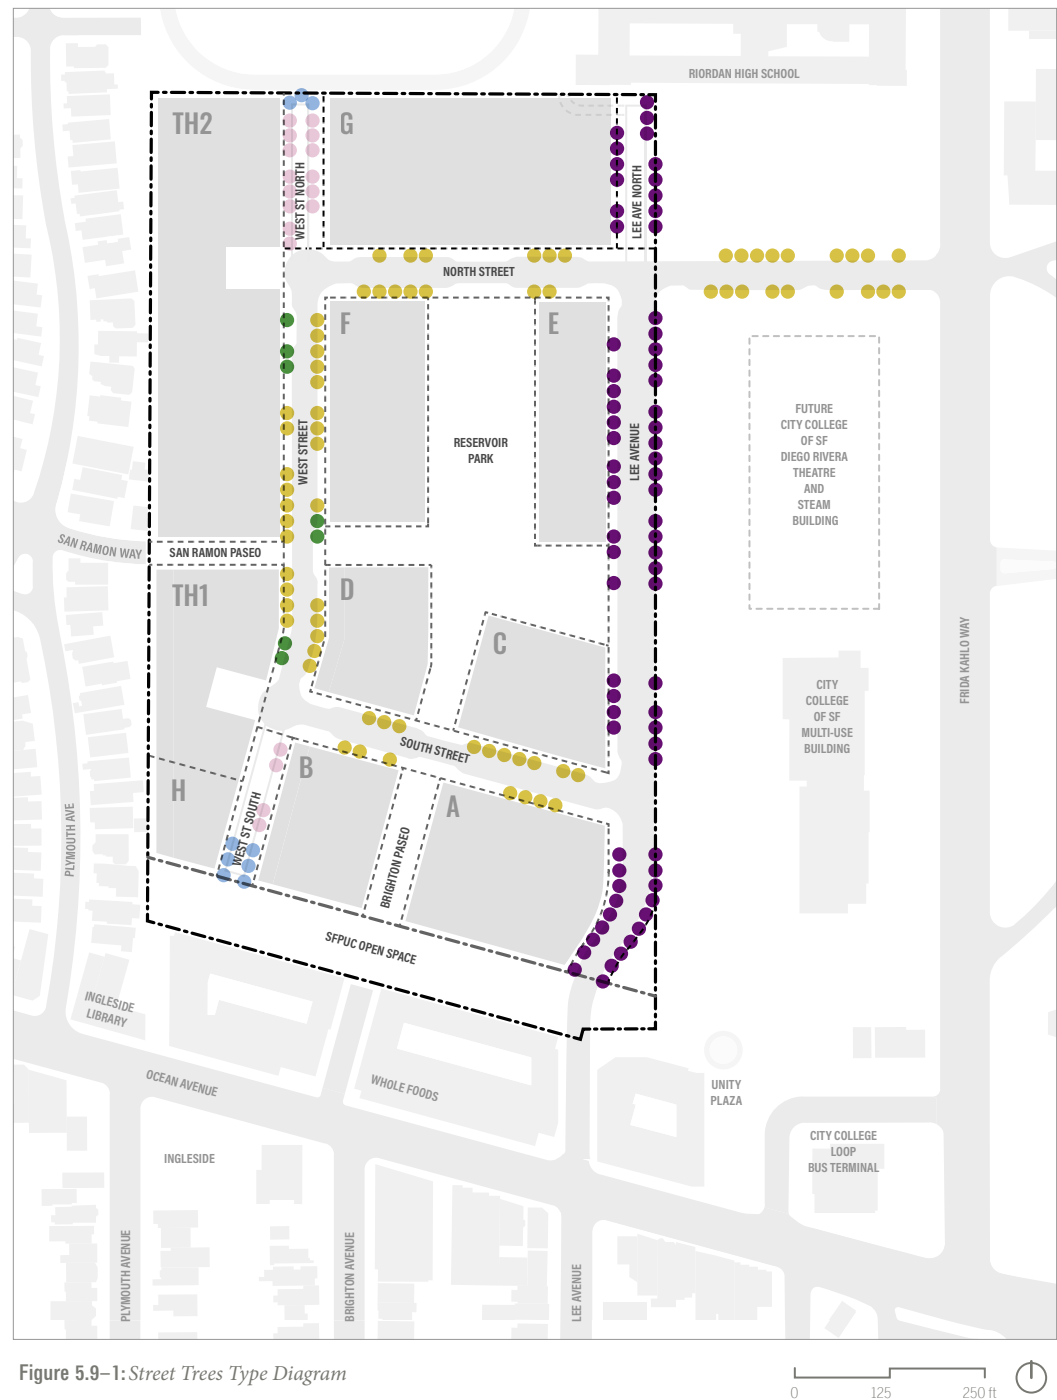 RIORDAN HIGH SCHOOL
TH2
G
WEST ST NORTH
LEE AVE NORTH
NORTH STREET
F
E
RESERVOIR
PARK
WEST STREET
LEE AVENUE
FUTURE
CITY COLLEGE
OF SF
DIEGO RIVERA
THEATRE
AND
STEAM
BUILDING
SAN RAMON WAY
SAN RAMON PASEO
TH1
D
C
FRIDA KAHLO WAY
CITY
COLLEGE
OF SF
MULTI-USE
BUILDING
SOUTH STREET
B
H
A
WEST ST SOUTH
BRIGHTON PASEO
PLYMOUTH AVE
SFPUC OPEN SPACE
INGLESIDE
LIBRARY
OCEAN AVENUE
WHOLE FOODS
UNITY
PLAZA
CITY COLLEGE
LOOP
BUS TERMINAL
INGLESIDE
PLYMOUTH AVENUE
BRIGHTON AVENUE
LEE AVENUE
Figure 5.9–1: Street Trees Type Diagram
0 125 250 ft